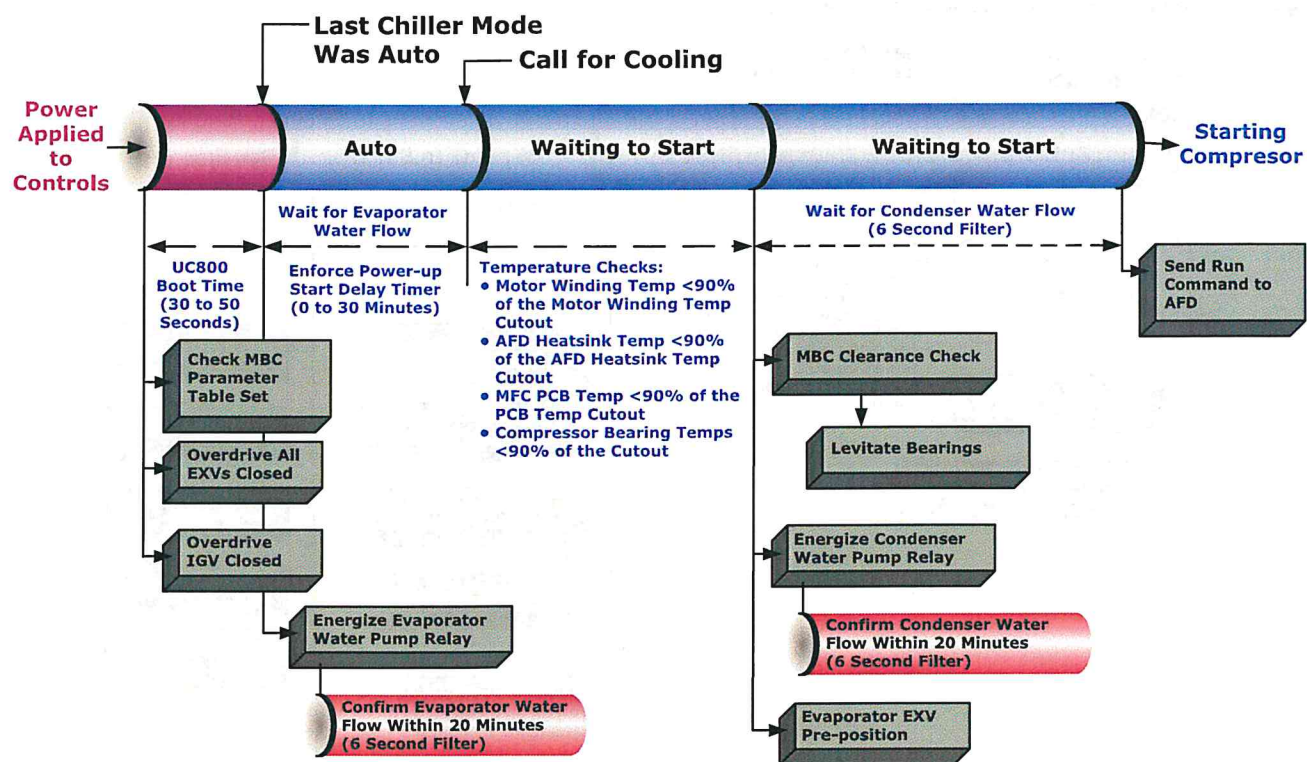 Last Chiller Mode
Was Auto
Call for Cooling
Power
Applied
to
Controls
Auto
Waiting to Start
Waiting to Start
Starting
Compresor
Wait for Evaporator
Water Flow
Wait for Condenser Water Flow
(6 Second Filter)
UC800
Boot Time
(30 to 50
Seconds)
Enforce Power-up
Start Delay Timer
(0 to 30 Minutes)
Temperature Checks:
• Motor Winding Temp <90%
of the Motor Winding Temp
Cutout
• AFD Heatsink Temp <90%
of the AFD Heatsink Temp
Cutout
• MFC PCB Temp <90% of the
PCB Temp Cutout
• Compressor Bearing Temps
<90% of the Cutout
Send Run
Command to
AFD
Check MBC
Parameter
Table Set
Overdrive All
EXVs Closed
Overdrive
IGV Closed
Energize Evaporator
Water Pump Relay
Confirm Evaporator Water
Flow Within 20 Minutes
(6 Second Filter)
MBC Clearance Check
Levitate Bearings
Energize Condenser
Water Pump Relay
Confirm Condenser Water
Flow Within 20 Minutes
(6 Second Filter)
Evaporator EXV
Pre-position